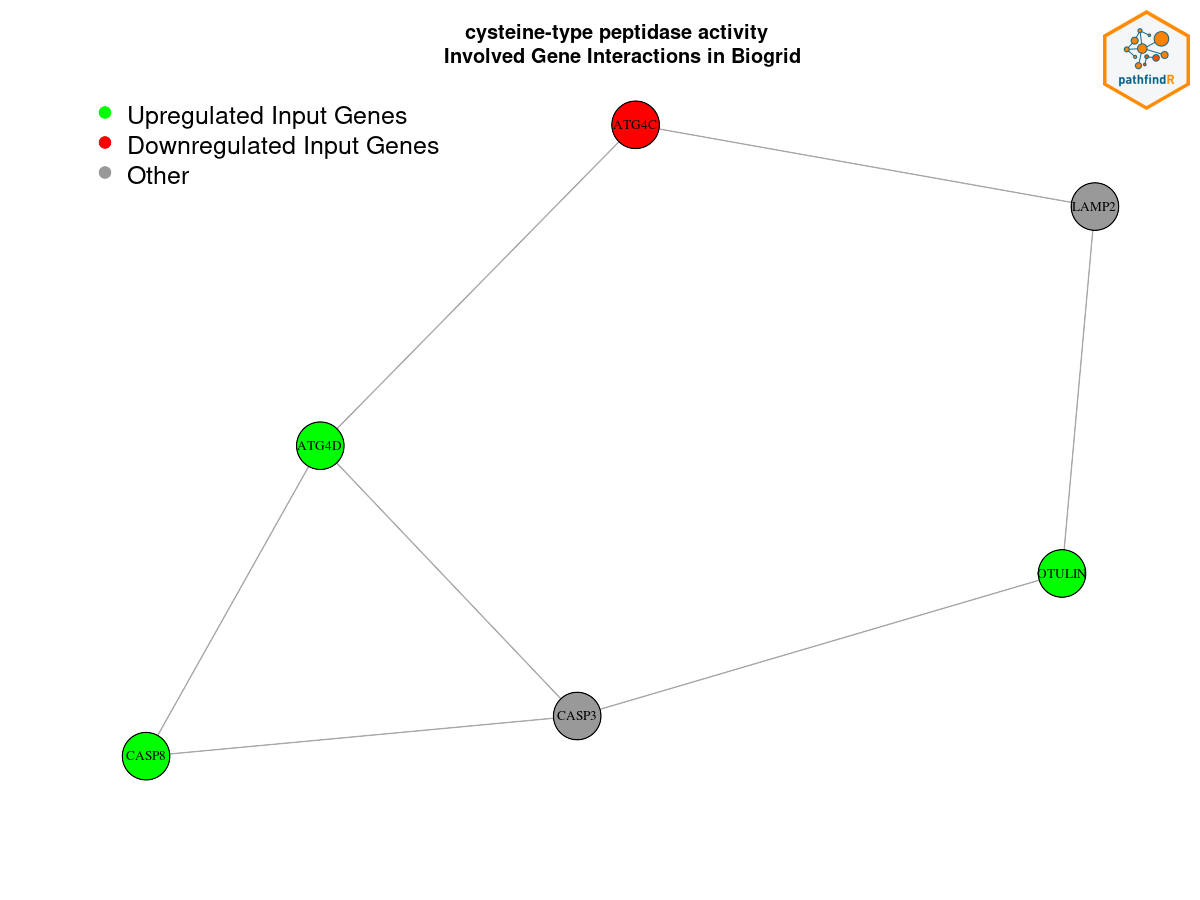 cysteine-type peptidase activity
Involved Gene Interactions in Biogrid
pathfindR
Upregulated Input Genes
Downregulated Input Genes
Other
ATG4C
LAMP2
ATG4D
OTULIN
CASP3
CASP8